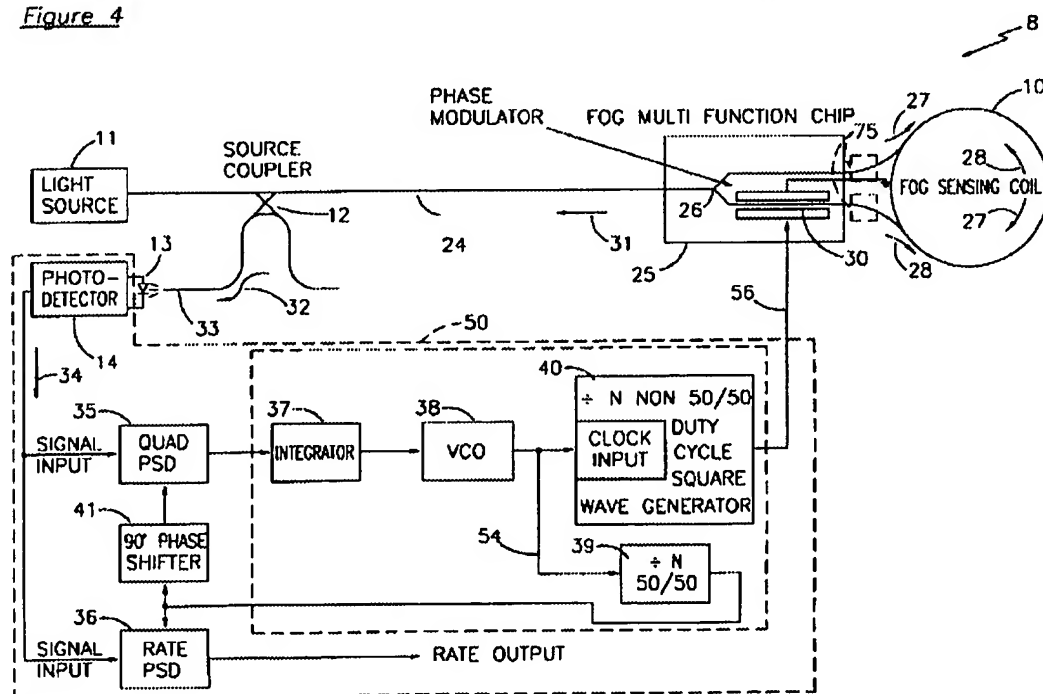 Figure 4
8
10
PHASE
MODULATOR
FOG MULTI FUNCTION CHIP
27
75
11
SOURCE
COUPLER
LIGHT
SOURCE
12
26
28
FOG SENSING COIL
24
31
27
13
25
30
28
PHOTO-
DETECTOR
32
33
56
14
50
34
40
÷ N NON 50/50
DUTY
CYCLE
SQUARE
WAVE GENERATOR
CLOCK
INPUT
35
37
38
SIGNAL
INPUT
QUAD
PSD
INTEGRATOR
VCO
41
90° PHASE
SHIFTER
54
39
÷ N
50/50
36
SIGNAL
INPUT
RATE
PSD
RATE OUTPUT